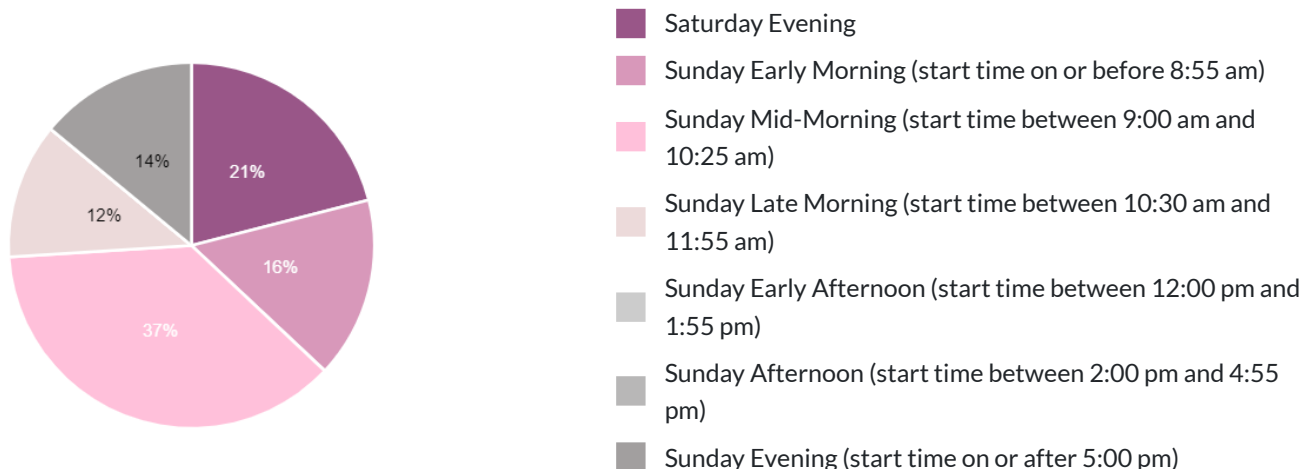 Saturday Evening
Sunday Early Morning (start time on or before 8:55 am)
Sunday Mid-Morning (start time between 9:00 am and
10:25 am)
Sunday Late Morning (start time between 10:30 am and
11:55 am)
Sunday Early Afternoon (start time between 12:00 pm and
1:55 pm)
Sunday Afternoon (start time between 2:00 pm and 4:55
pm)
Sunday Evening (start time on or after 5:00 pm)
14%
21%
12%
16%
37%